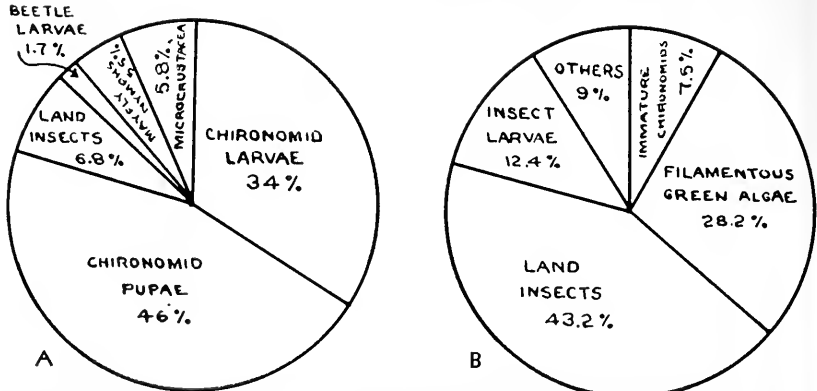 BEETLE
LARVAE
1.7 %
MAYFLY
NYMPHS
5.5%
5.8%
MICROCRUSTACEA
LAND
INSECTS
6.8 %
CHIRONOMID
LARVAE
34 %
CHIRONOMID
PUPAE
46 %
A
OTHERS
9 %
IMMATURE
CHIRONOMIDS
7.5 %
INSECT
LARVAE
12.4 %
FILAMENTOUS
GREEN ALGAE
28.2 %
LAND
INSECTS
43.2 %
B